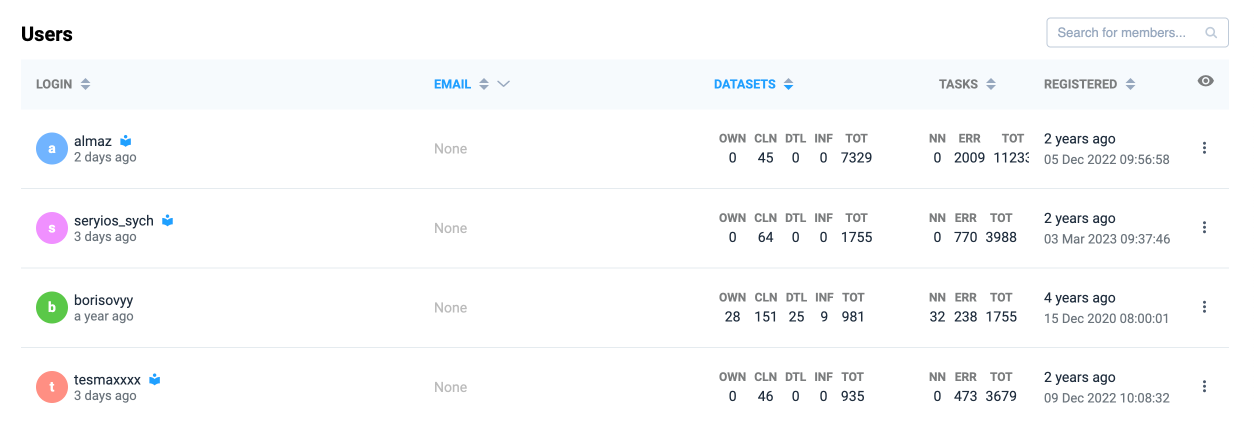 Users
Search for members...
LOGIN EMAIL DATASETS TASKS REGISTERED
a almaz None OWN CLN DTL INF TOT NN ERR TOT 2 years ago
2 days ago 0 45 0 0 7329 0 2009 11233 05 Dec 2022 09:56:58
s seryios_sych None OWN CLN DTL INF TOT NN ERR TOT 2 years ago
3 days ago 0 64 0 0 1755 0 770 3988 03 Mar 2023 09:37:46
b borisovyy None OWN CLN DTL INF TOT NN ERR TOT 4 years ago
a year ago 28 151 25 9 981 32 238 1755 15 Dec 2020 08:00:01
t tesmaxxxx None OWN CLN DTL INF TOT NN ERR TOT 2 years ago
3 days ago 0 46 0 0 935 0 473 3679 09 Dec 2022 10:08:32